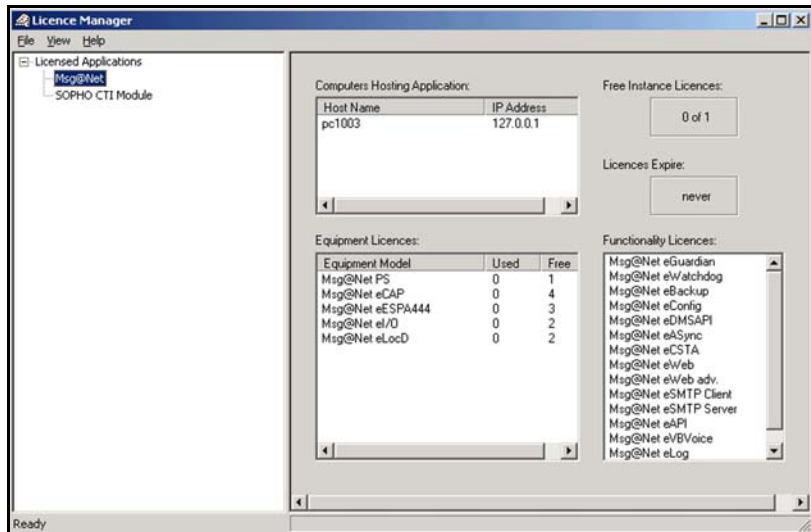 Licence Manager
File View Help
Licensed Applications
Msg@Net
SOPHO CTI Module
Computers Hosting Application:
Host Name IP Address
pc1003 127.0.0.1
Free Instance Licences:
0 of 1
Licences Expire:
never
Equipment Licences:
Equipment Model Used Free
Msg@Net PS 0 1
Msg@Net eCAP 0 4
Msg@Net eESPA444 0 3
Msg@Net eI/O 0 2
Msg@Net eLocD 0 2
Functionality Licences:
Msg@Net eGuardian
Msg@Net eWatchdog
Msg@Net eBackup
Msg@Net eConfig
Msg@Net eDMSAPI
Msg@Net eASync
Msg@Net eCSTA
Msg@Net eWeb
Msg@Net eWeb adv.
Msg@Net eSMTP Client
Msg@Net eSMTP Server
Msg@Net eAPI
Msg@Net eVBVoice
Msg@Net eLog
Ready